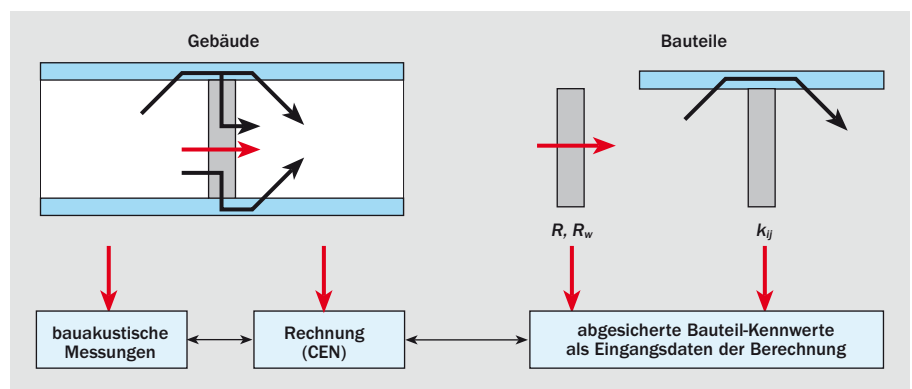 Gebäude
Bauteile
R, Rw
kij
bauakustische
Messungen
Rechnung
(CEN)
abgesicherte Bauteil-Kennwerte
als Eingangsdaten der Berechnung